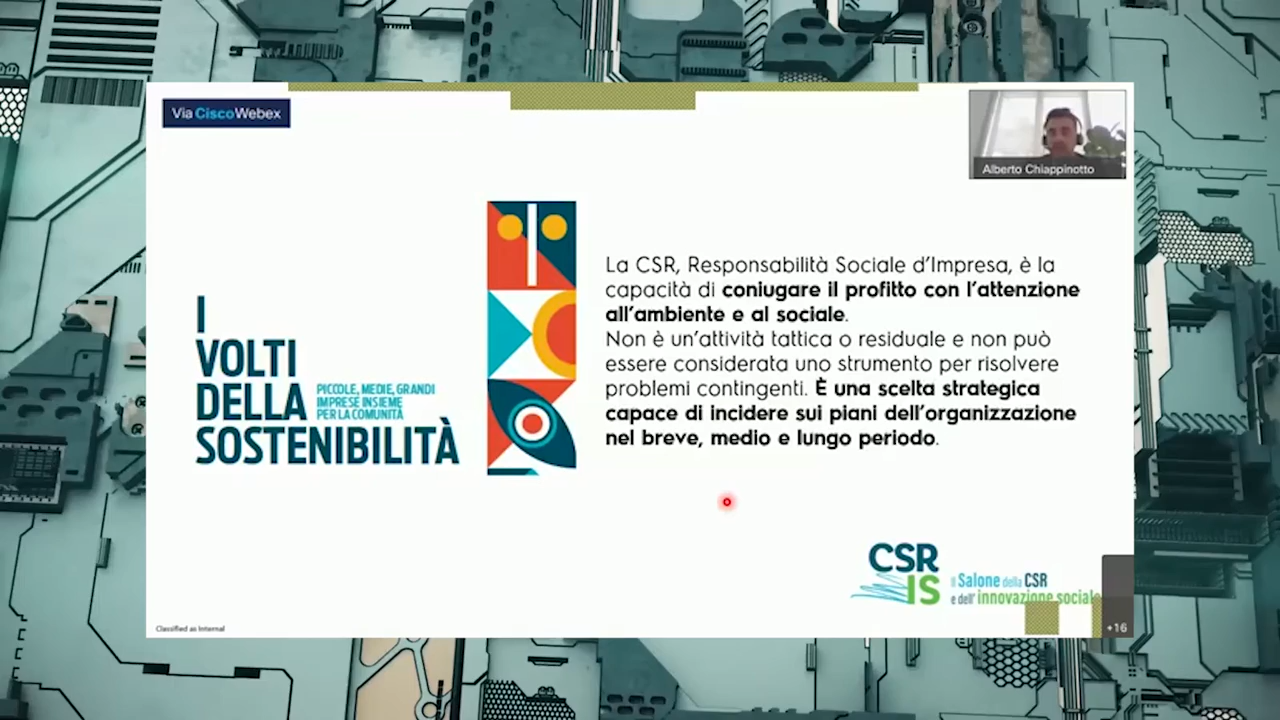 Via CiscoWebex
Alberto Chiappinotto
I
VOLTI
DELLA
SOSTENIBILITÀ
PICCOLE, MEDIE, GRANDI
IMPRESE INSIEME
PER LA COMUNITÀ
La CSR, Responsabilità Sociale d'Impresa, è la
capacità di coniugare il profitto con l'attenzione
all'ambiente e al sociale.
Non è un'attività tattica o residuale e non può
essere considerata uno strumento per risolvere
problemi contingenti. È una scelta strategica
capace di incidere sui piani dell'organizzazione
nel breve, medio e lungo periodo.
CSR
IS
il Salone della CSR
e dell'innovazione sociale
Classified as Internal
+16